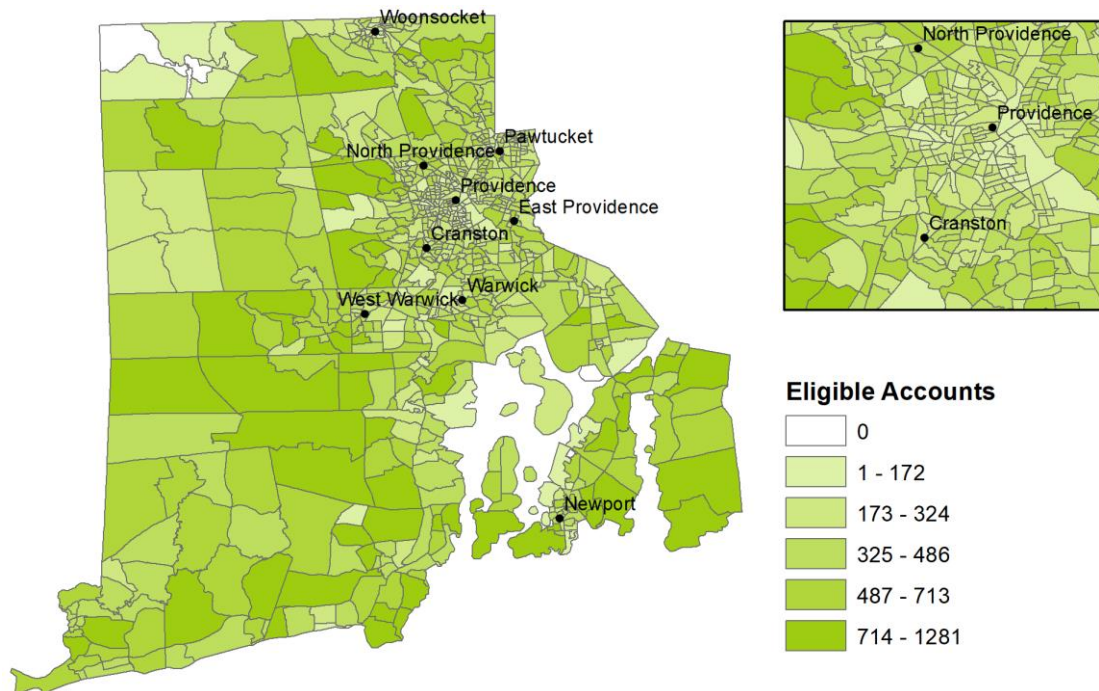 Woonsocket
Pawtucket
North Providence
Providence
East Providence
Cranston
Warwick
West Warwick
Newport
North Providence
Providence
Cranston
Eligible Accounts
0
1 - 172
173 - 324
325 - 486
487 - 713
714 - 1281